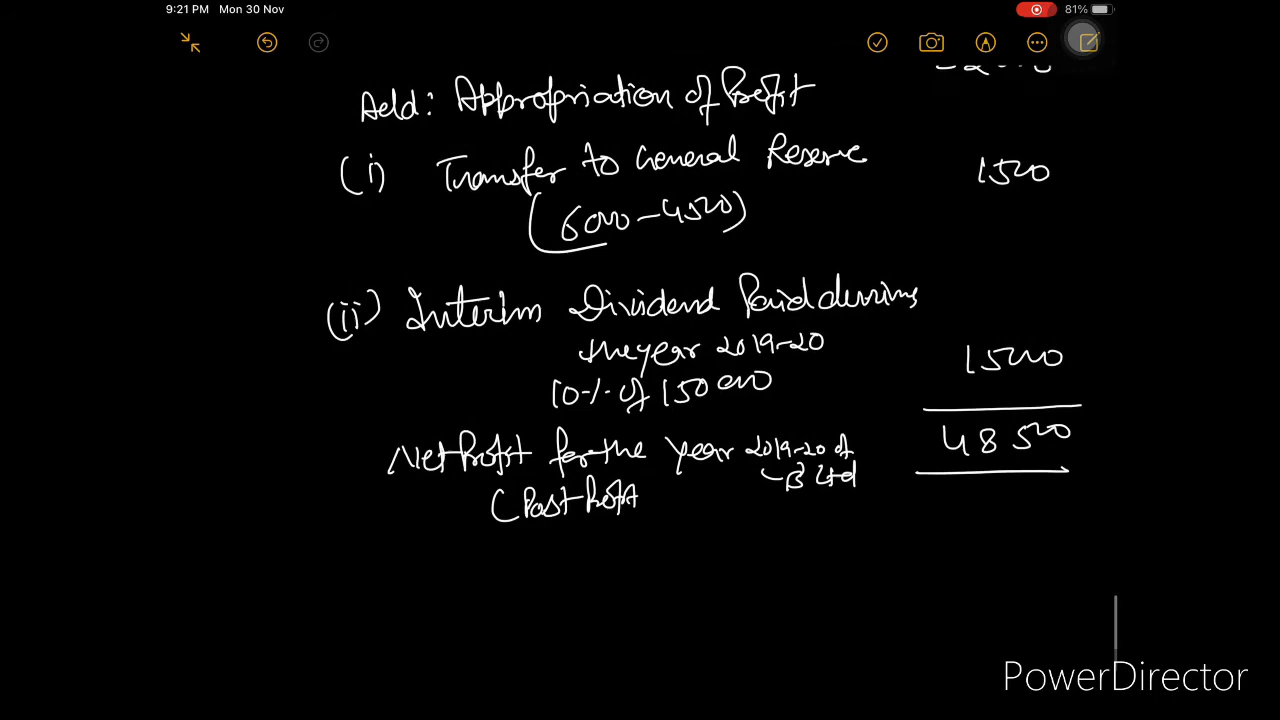 9:21 PM Mon 30 Nov 81%
Add: Appropriation of Profit
(i) Transfer to General Reserve 1500
(6000-4500)
(ii) Interim Dividend Paid during
the year 2019-20
10% of 150000 15000
Net Profit for the year 2019-20 of 48500
B Ltd
(Post Profit
PowerDirector